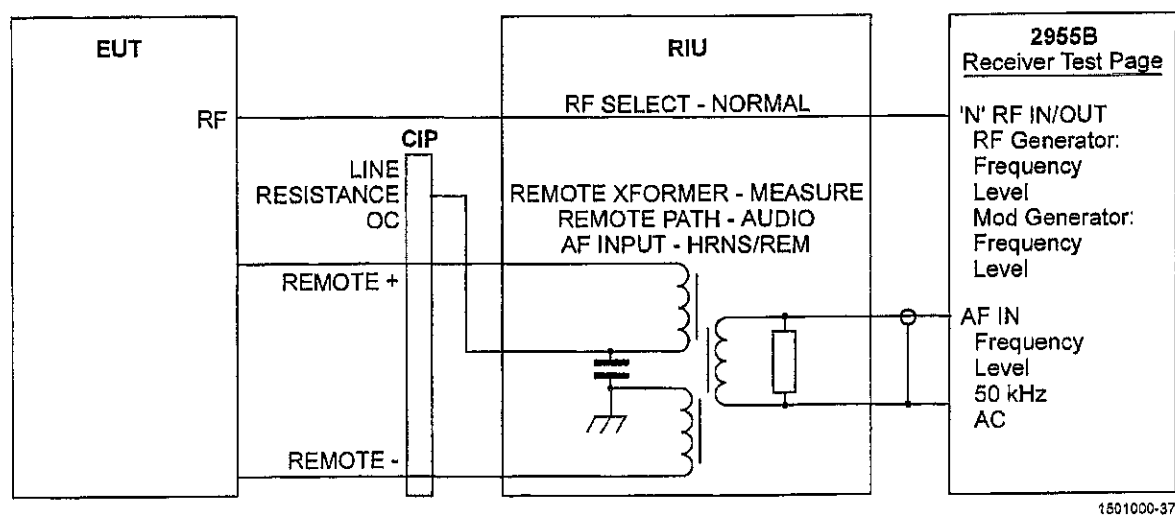 EUT
RF
CIP
LINE
RESISTANCE
OC
REMOTE +
REMOTE -
RIU
RF SELECT - NORMAL
REMOTE XFORMER - MEASURE
REMOTE PATH - AUDIO
AF INPUT - HRNS/REM
2955B
Receiver Test Page
'N' RF IN/OUT
RF Generator:
Frequency
Level
Mod Generator:
Frequency
Level
AF IN
Frequency
Level
50 kHz
AC
1501000-37